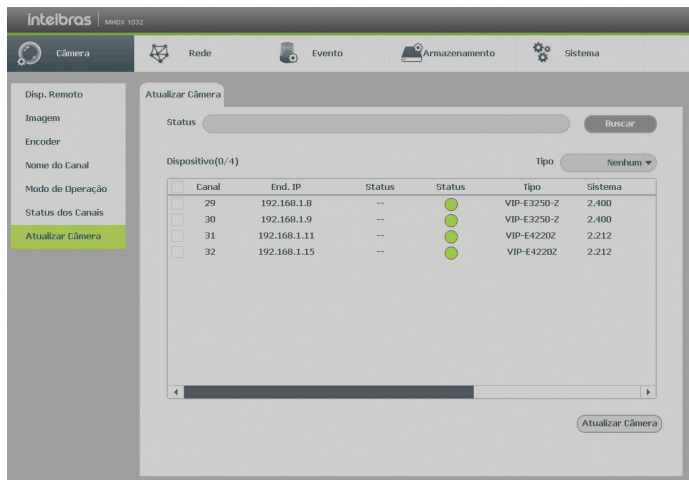 intelbras MHDX 1032
Câmera Rede Evento Armazenamento Sistema
Disp. Remoto
Imagem
Encoder
Nome do Canal
Modo de Operação
Status dos Canais
Atualizar Câmera
Atualizar Câmera
Status Buscar
Dispositivo(0/4) Tipo Nenhum
Canal End. IP Status Status Tipo Sistema
29 192.168.1.8 -- VIP-E3250-Z 2.400
30 192.168.1.9 -- VIP-E3250-Z 2.400
31 192.168.1.11 -- VIP-E4220Z 2.212
32 192.168.1.15 -- VIP-E4220Z 2.212
Atualizar Câmera